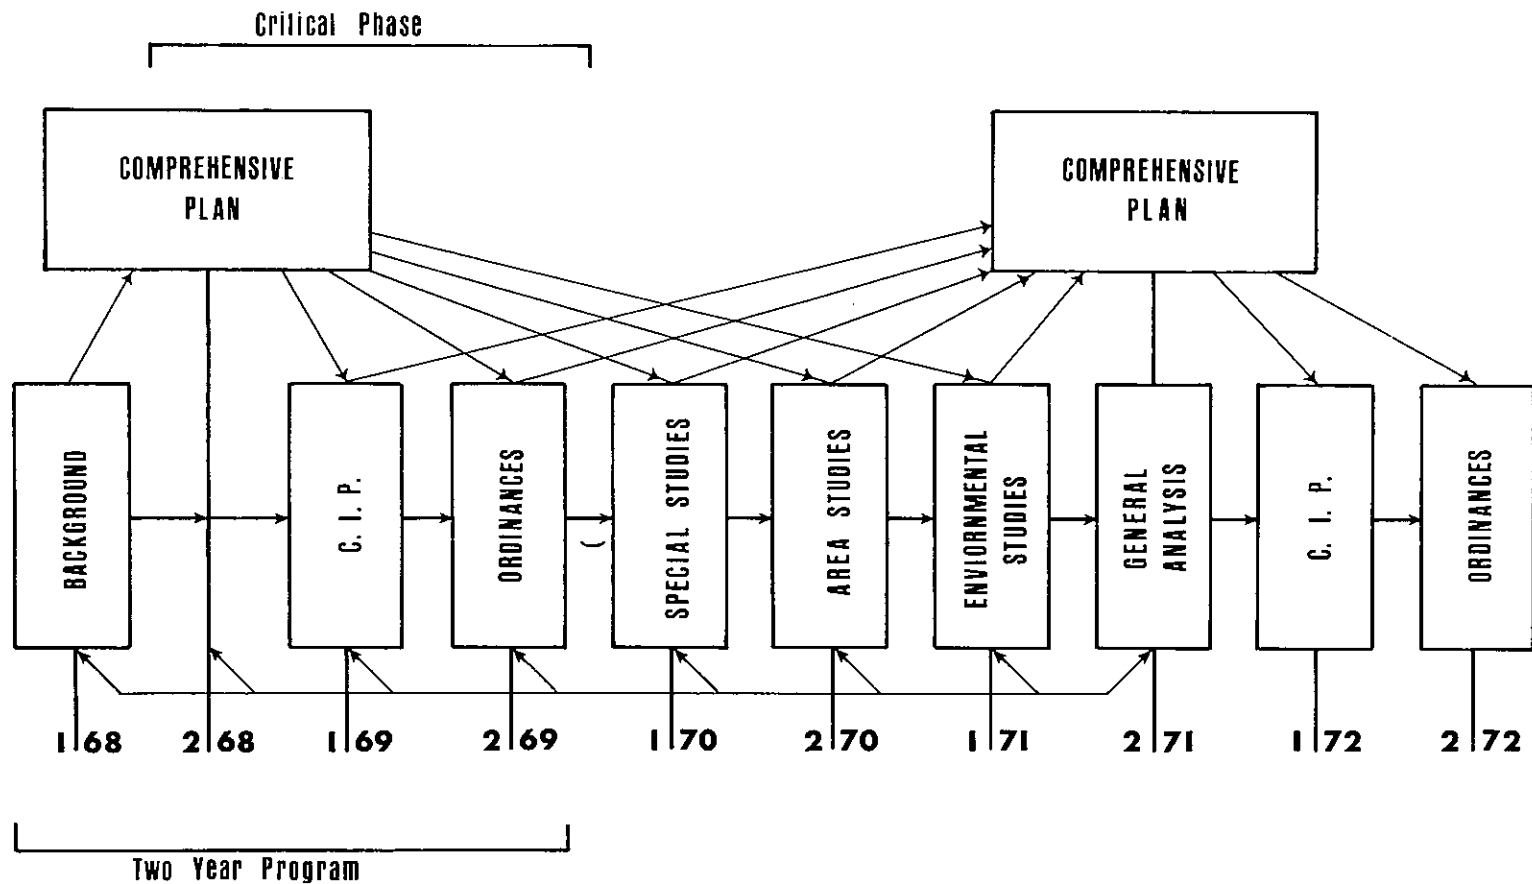 Critical Phase
COMPREHENSIVE
PLAN
COMPREHENSIVE
PLAN
BACKGROUND
C. I. P.
ORDINANCES
SPECIAL STUDIES
AREA STUDIES
ENVIORNMENTAL
STUDIES
GENERAL
ANALYSIS
C. I. P.
ORDINANCES
1|68
2|68
1|69
2|69
1|70
2|70
1|71
2|71
1|72
2|72
Two Year Program